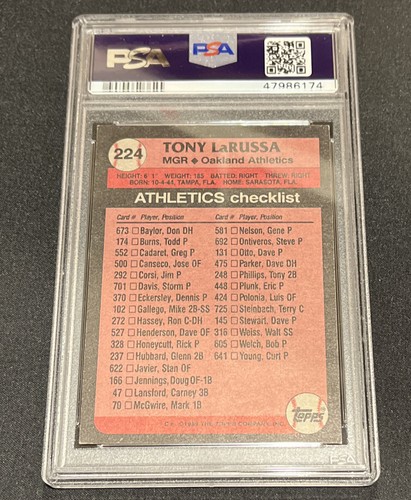 PSA
PSA
47986174
224
TONY LaRUSSA
MGR ◆ Oakland Athletics
HEIGHT: 6'1" WEIGHT: 185 BATTED: RIGHT THREW: RIGHT
BORN: 10-4-44, TAMPA, FLA. HOME: SARASOTA, FLA.
ATHLETICS checklist
Card # Player, Position
673 ☐ Baylor, Don DH
174 ☐ Burns, Todd P
552 ☐ Cadaret, Greg P
500 ☐ Canseco, Jose OF
292 ☐ Corsi, Jim P
701 ☐ Davis, Storm P
370 ☐ Eckersley, Dennis P
102 ☐ Gallego, Mike 2B-SS
272 ☐ Hassey, Ron C-DH
527 ☐ Henderson, Dave OF
328 ☐ Honeycutt, Rick P
237 ☐ Hubbard, Glenn 2B
622 ☐ Javier, Stan OF
166 ☐ Jennings, Doug OF-1B
47 ☐ Lansford, Carney 3B
70 ☐ McGwire, Mark 1B
Card # Player, Position
581 ☐ Nelson, Gene P
692 ☐ Ontiveros, Steve P
131 ☐ Otto, Dave P
475 ☐ Parker, Dave DH
248 ☐ Phillips, Tony 2B
448 ☐ Plunk, Eric P
424 ☐ Polonia, Luis OF
725 ☐ Steinbach, Terry C
145 ☐ Stewart, Dave P
316 ☐ Weiss, Walt SS
605 ☐ Welch, Bob P
641 ☐ Young, Curt P
Topps
PSA